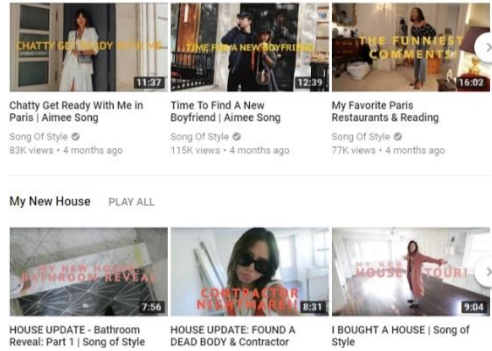 CHATTY GET READY WITH ME
TIME FOR A NEW BOYFRIEND
THE FUNNIEST
COMMENTS!
11:37
12:39
16:02
Chatty Get Ready With Me in
Paris | Aimee Song
Song Of Style
83K views • 4 months ago
Time To Find A New
Boyfriend | Aimee Song
Song Of Style
115K views • 4 months ago
My Favorite Paris
Restaurants & Reading
Song Of Style
77K views • 4 months ago
My New House PLAY ALL
MY NEW HOUSE
BATHROOM REVEAL
CONTRACTOR
NIGHTMARE!
MY NEW
HOUSE TOUR!
7:56
8:31
9:04
HOUSE UPDATE - Bathroom
Reveal: Part 1 | Song of Style
HOUSE UPDATE: FOUND A
DEAD BODY & Contractor
I BOUGHT A HOUSE | Song of
Style